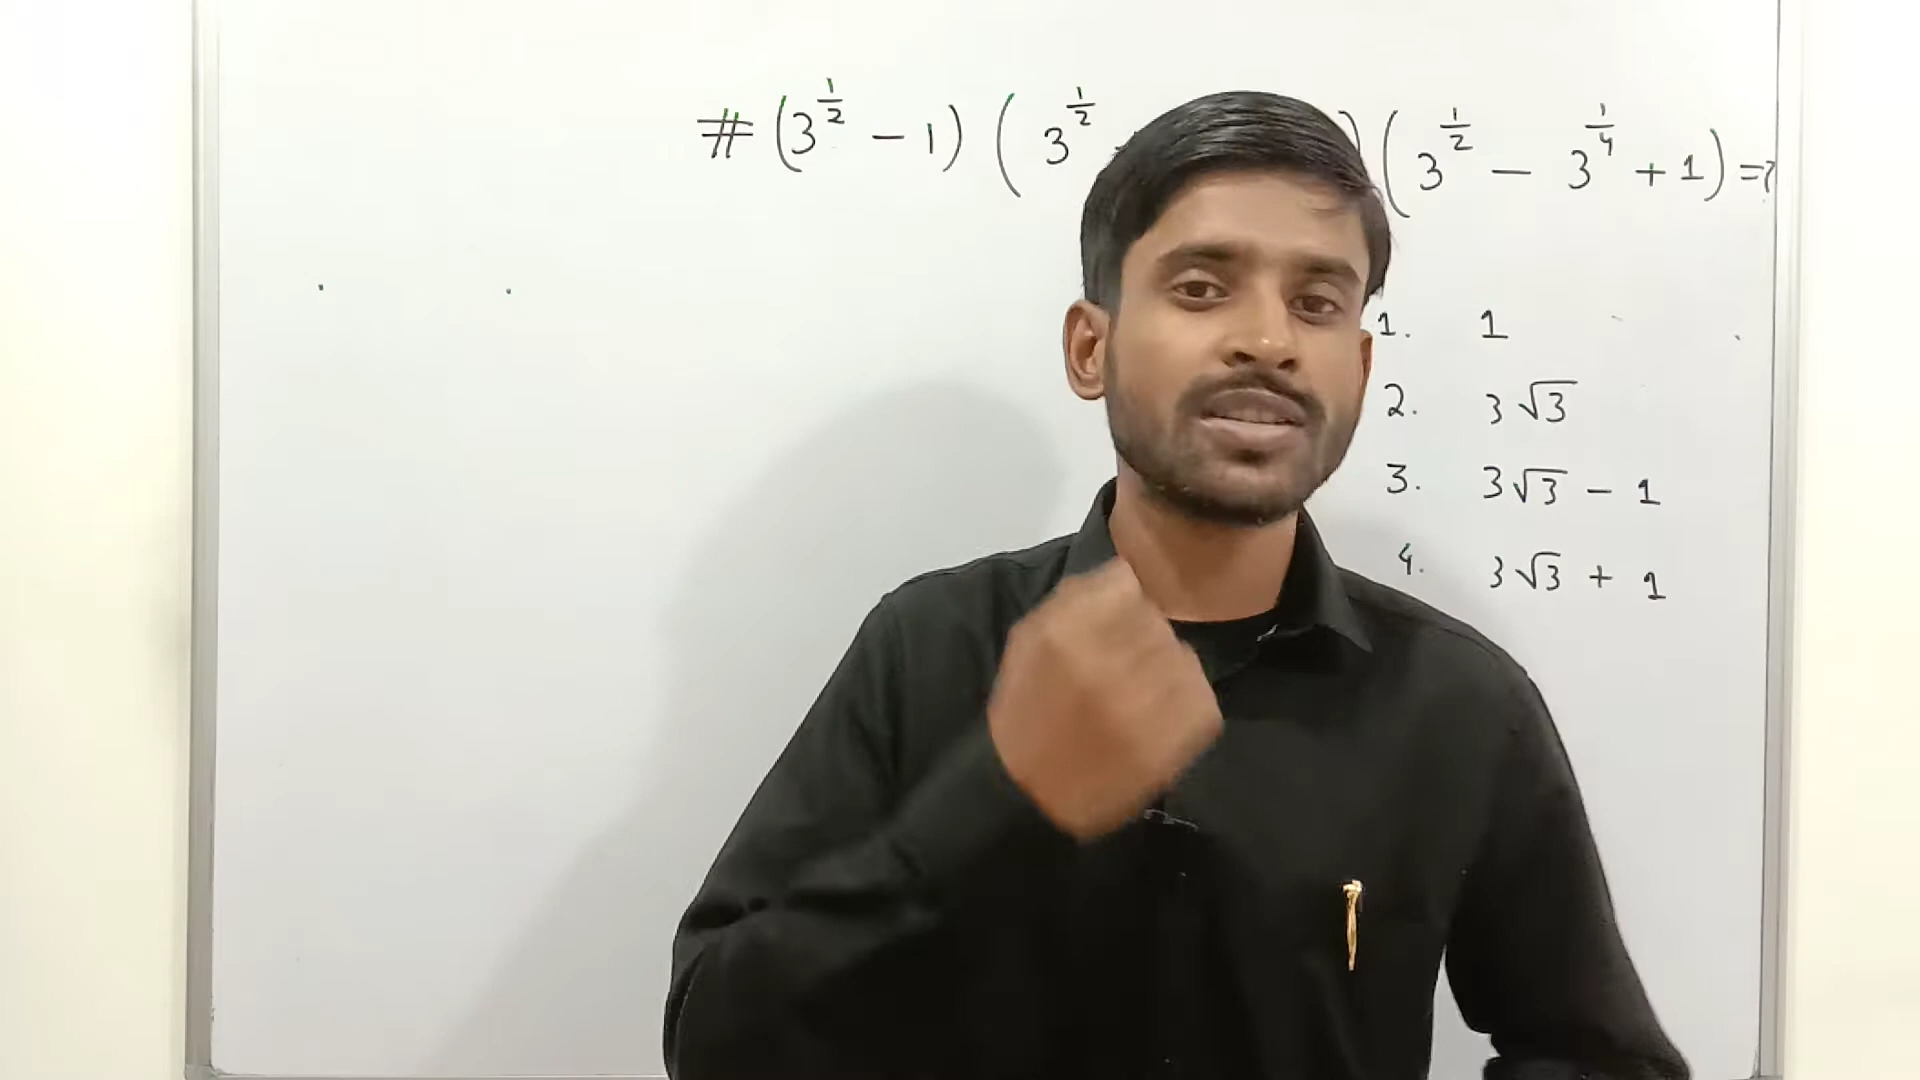 # (3^{1/2} - 1) ( 3^{1/2} ) ( 3^{1/2} - 3^{1/4} + 1) = ?
1. 1
2. 3√3
3. 3√3 - 1
4. 3√3 + 1